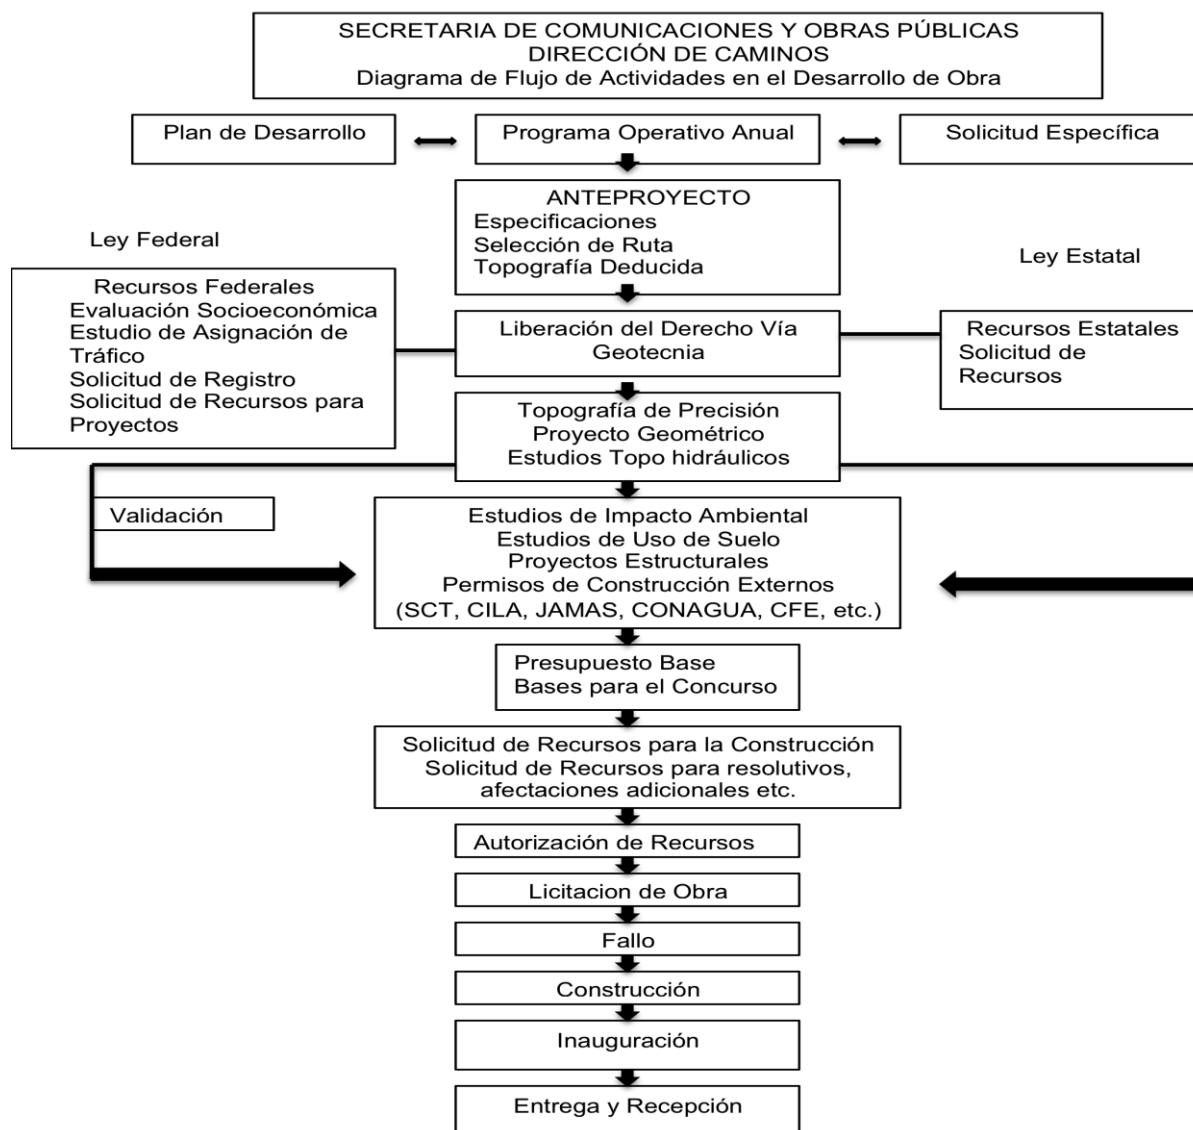 SECRETARIA DE COMUNICACIONES Y OBRAS PÚBLICAS
DIRECCIÓN DE CAMINOS
Diagrama de Flujo de Actividades en el Desarrollo de Obra
Plan de Desarrollo
Programa Operativo Anual
Solicitud Específica
ANTEPROYECTO
Especificaciones
Selección de Ruta
Topografía Deducida
Ley Federal
Ley Estatal
Recursos Federales
Evaluación Socioeconómica
Estudio de Asignación de
Tráfico
Solicitud de Registro
Solicitud de Recursos para
Proyectos
Liberación del Derecho Vía
Geotecnia
Recursos Estatales
Solicitud de
Recursos
Topografía de Precisión
Proyecto Geométrico
Estudios Topo hidráulicos
Validación
Estudios de Impacto Ambiental
Estudios de Uso de Suelo
Proyectos Estructurales
Permisos de Construcción Externos
(SCT, CILA, JAMAS, CONAGUA, CFE, etc.)
Presupuesto Base
Bases para el Concurso
Solicitud de Recursos para la Construcción
Solicitud de Recursos para resolutivos,
afectaciones adicionales etc.
Autorización de Recursos
Licitacion de Obra
Fallo
Construcción
Inauguración
Entrega y Recepción